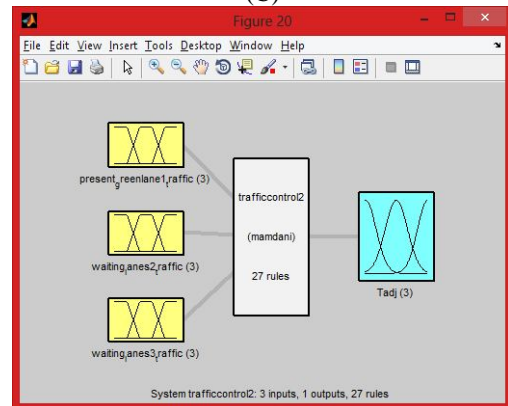 Figure 20
File Edit View Insert Tools Desktop Window Help
present_greenlane1_traffic (3)
trafficcontrol2
(mamdani)
27 rules
waiting_lanes2_traffic (3)
Tadj (3)
waiting_lanes3_traffic (3)
System trafficcontrol2: 3 inputs, 1 outputs, 27 rules